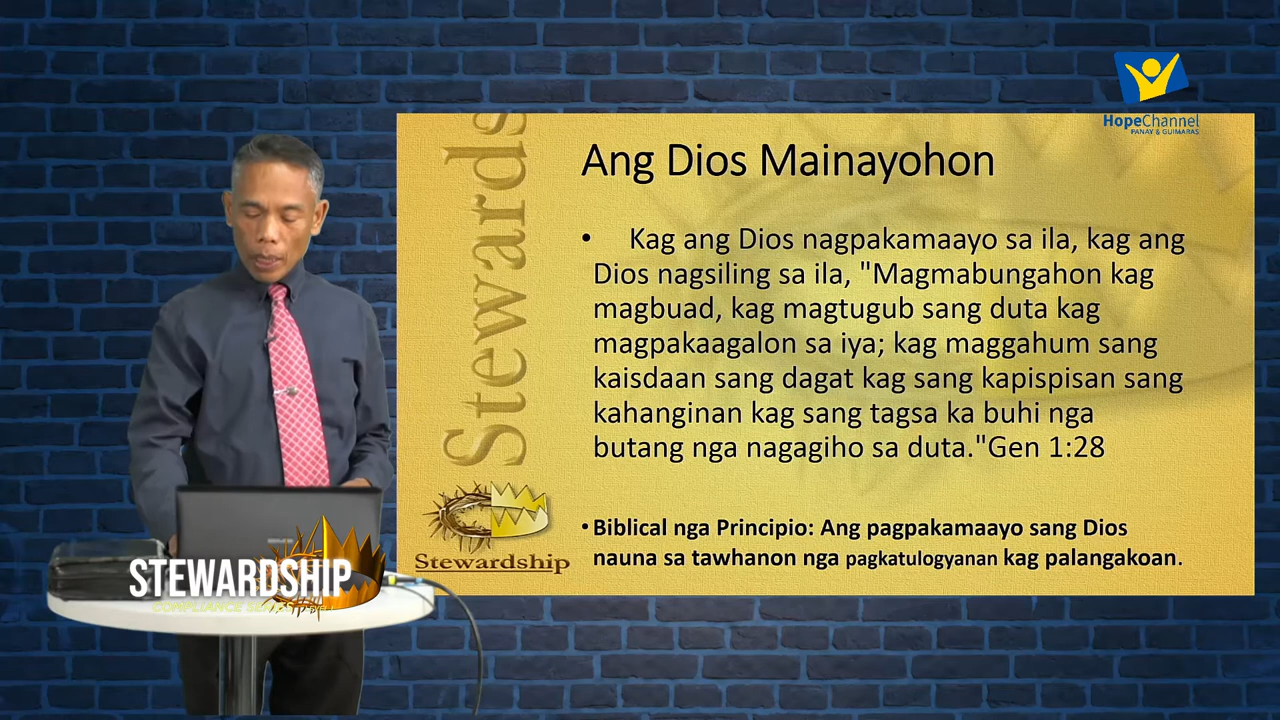 HopeChannel
PANAY & GUIMARAS
Stewards
Ang Dios Mainayohon
• Kag ang Dios nagpakamaayo sa ila, kag ang
Dios nagsiling sa ila, "Magmabungahon kag
magbuad, kag magtugub sang duta kag
magpakaagalon sa iya; kag maggahum sang
kaisdaan sang dagat kag sang kapispisan sang
kahanginan kag sang tagsa ka buhi nga
butang nga nagagiho sa duta."Gen 1:28
• Biblical nga Principio: Ang pagpakamaayo sang Dios
nauna sa tawhanon nga pagkatulogyanan kag palangakoan.
Stewardship
STEWARDSHIP
COMPLIANCE